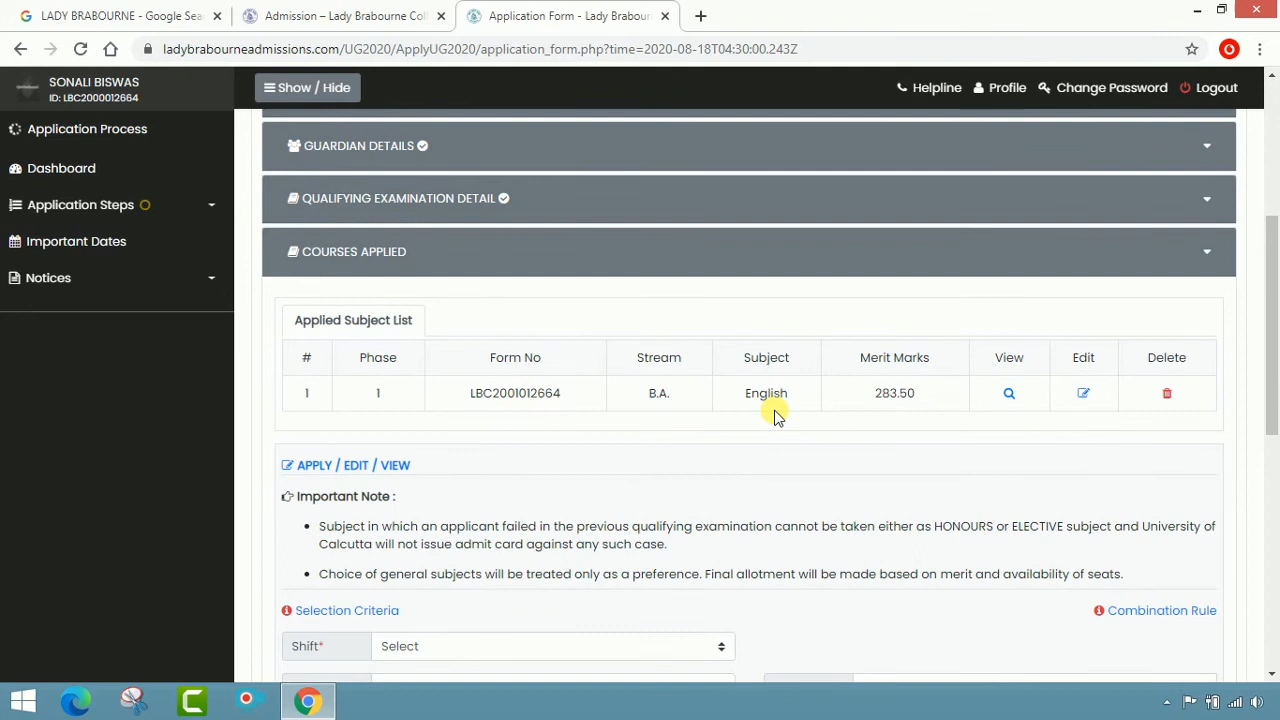 LADY BRABOURNE - Google Sea
Admission – Lady Brabourne Coll
Application Form - Lady Brabour
ladybrabourneadmissions.com/UG2020/ApplyUG2020/application_form.php?time=2020-08-18T04:30:00.243Z
SONALI BISWAS
ID: LBC2000012664
Show / Hide
Helpline
Profile
Change Password
Logout
Application Process
Dashboard
Application Steps
Important Dates
Notices
GUARDIAN DETAILS
QUALIFYING EXAMINATION DETAIL
COURSES APPLIED
Applied Subject List
# Phase Form No Stream Subject Merit Marks View Edit Delete
1 1 LBC2001012664 B.A. English 283.50
APPLY / EDIT / VIEW
Important Note :
Subject in which an applicant failed in the previous qualifying examination cannot be taken either as HONOURS or ELECTIVE subject and University of
Calcutta will not issue admit card against any such case.
Choice of general subjects will be treated only as a preference. Final allotment will be made based on merit and availability of seats.
Selection Criteria
Combination Rule
Shift* Select